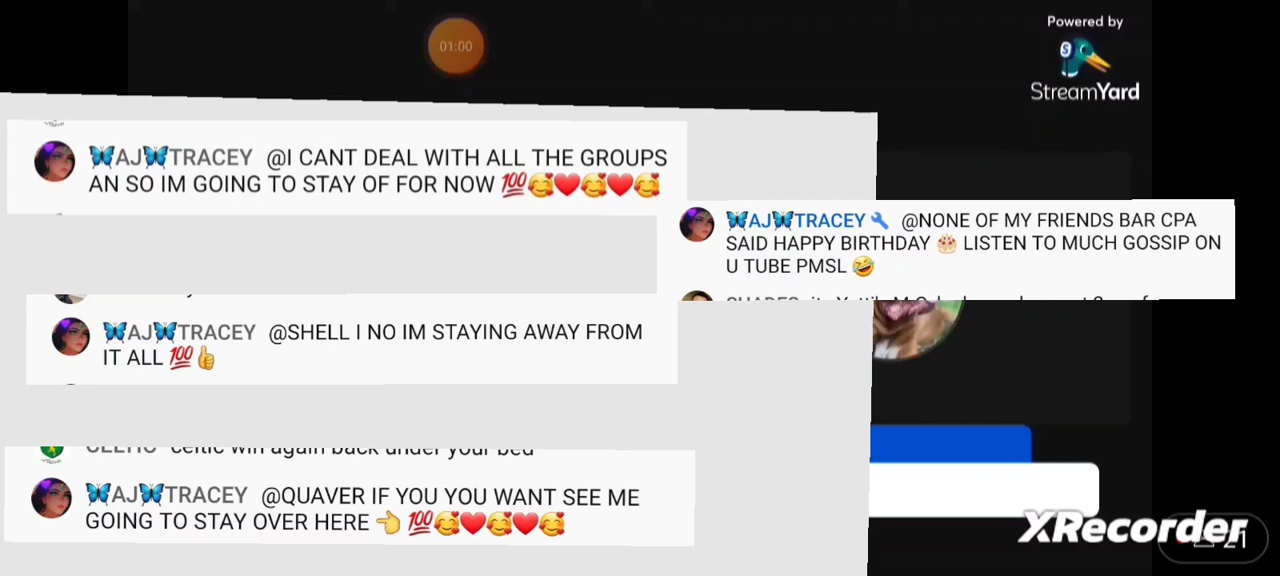 Powered by
StreamYard
01:00
🦋AJ🦋TRACEY @I CANT DEAL WITH ALL THE GROUPS
AN SO IM GOING TO STAY OF FOR NOW 💯🥰❤️🥰❤️🥰
🦋AJ🦋TRACEY🔧 @NONE OF MY FRIENDS BAR CPA
SAID HAPPY BIRTHDAY 🎂 LISTEN TO MUCH GOSSIP ON
U TUBE PMSL 🤣
🦋AJ🦋TRACEY @SHELL I NO IM STAYING AWAY FROM
IT ALL 💯👍
CELTIC celtic win again back under your bed
🦋AJ🦋TRACEY @QUAVER IF YOU YOU WANT SEE ME
GOING TO STAY OVER HERE 👈 💯🥰❤️🥰❤️🥰
XRecorder
21